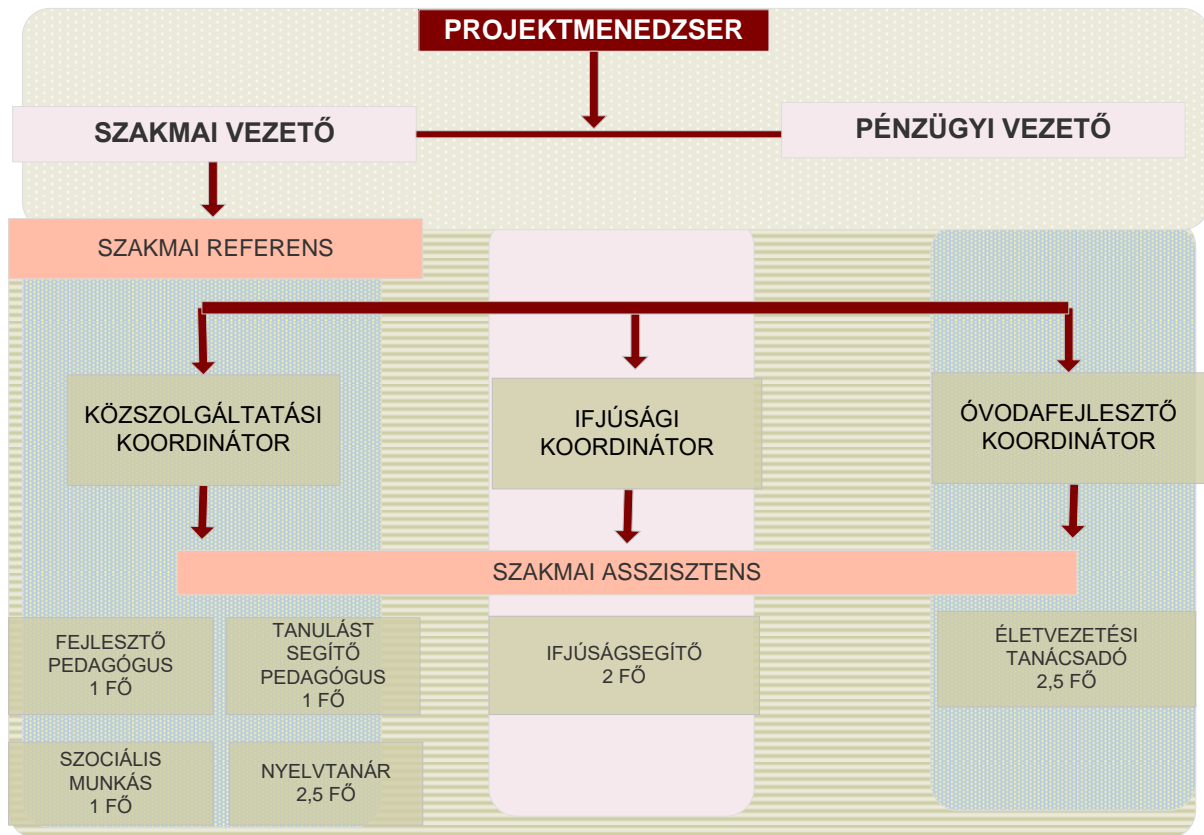 PROJEKTMENEDZSER
SZAKMAI VEZETŐ
PÉNZÜGYI VEZETŐ
SZAKMAI REFERENS
KÖZSZOLGÁLTATÁSI
KOORDINÁTOR
IFJÚSÁGI
KOORDINÁTOR
ÓVODAFEJLESZTŐ
KOORDINÁTOR
SZAKMAI ASSZISZTENS
FEJLESZTŐ
PEDAGÓGUS
1 FŐ
TANULÁST
SEGÍTŐ
PEDAGÓGUS
1 FŐ
IFJÚSÁGSEGÍTŐ
2 FŐ
ÉLETVEZETÉSI
TANÁCSADÓ
2,5 FŐ
SZOCIÁLIS
MUNKÁS
1 FŐ
NYELVTANÁR
2,5 FŐ